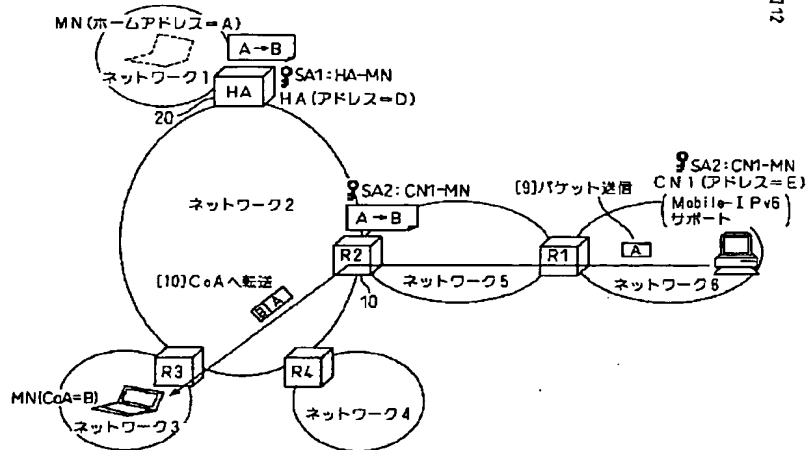 図12
MN(ホームアドレス=A)
A→B
ネットワーク1
SA1:HA-MN
HA
HA(アドレス=D)
20
SA2:CN1-MN
CN1(アドレス=E)
(Mobile-IPv6
サポート)
[9]パケット送信
SA2:CN1-MN
ネットワーク2
A→B
A
R2
R1
[10]CoAへ転送
10
ネットワーク5
ネットワーク6
B A
R3
R4
MN(CoA=B)
ネットワーク3
ネットワーク4